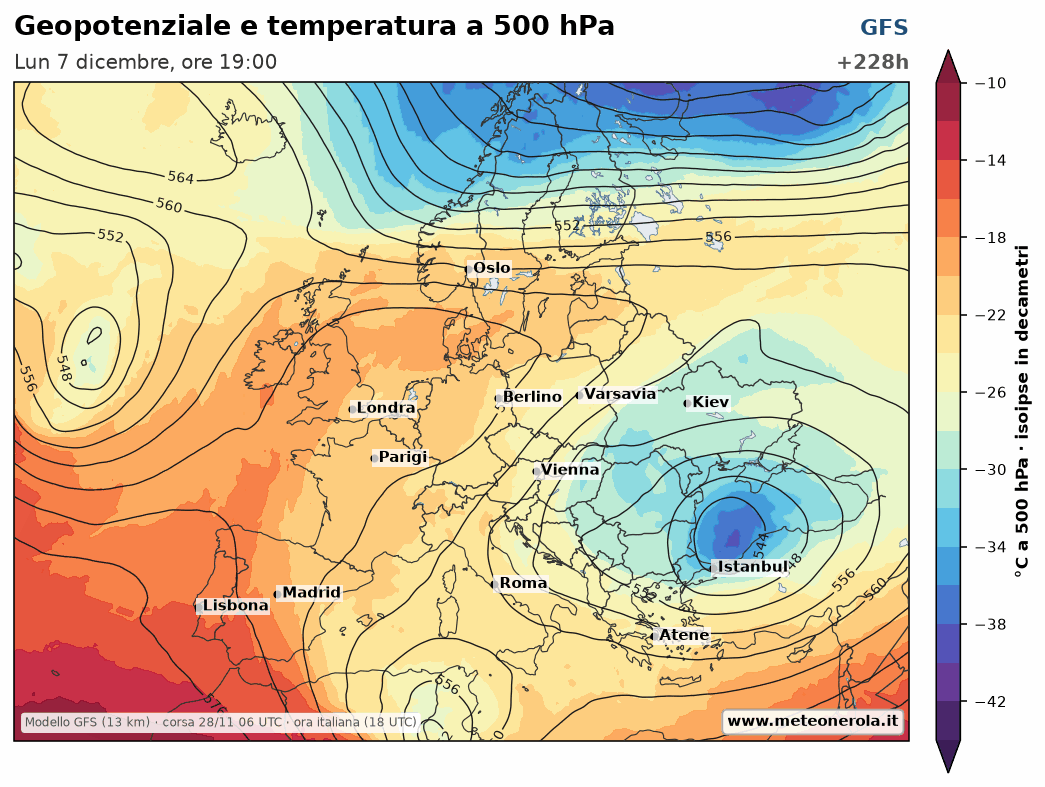 Geopotenziale e temperatura a 500 hPa
GFS
Lun 7 dicembre, ore 19:00
+228h
564
560
552
552
556
Oslo
548
556
Berlino
Varsavia
Kiev
Londra
Parigi
Vienna
544
48
Istanbul
556
560
Roma
Madrid
Lisbona
Atene
556
576
Modello GFS (13 km) · corsa 28/11 06 UTC · ora italiana (18 UTC)
www.meteonerola.it
−10
−14
−18
−22
−26
−30
−34
−38
−42
°C a 500 hPa · isoipse in decametri